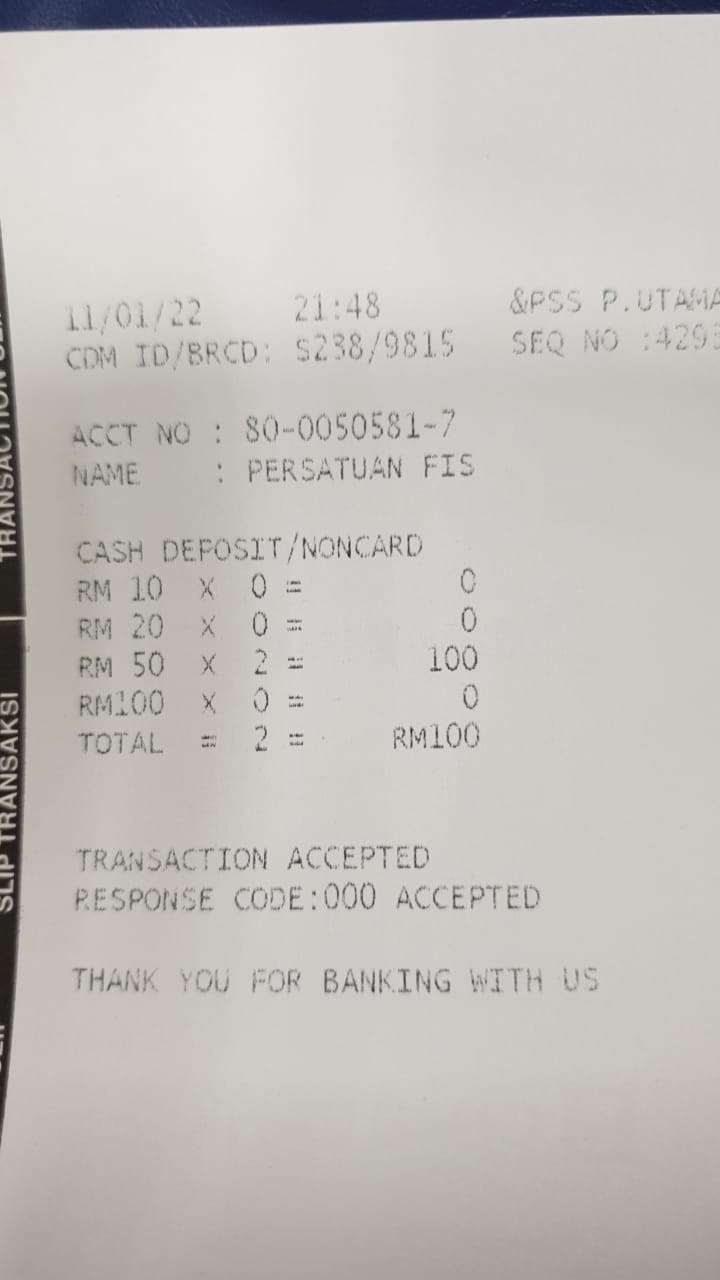 11/01/22 21:48 &PSS P.UTAMA
CDM ID/BRCD: S238/9815 SEQ NO :4293
ACCT NO : 80-0050581-7
NAME : PERSATUAN FIS
CASH DEPOSIT/NONCARD
RM 10 X 0 = 0
RM 20 X 0 = 0
RM 50 X 2 = 100
RM100 X 0 = 0
TOTAL = 2 = RM100
TRANSACTION ACCEPTED
RESPONSE CODE:000 ACCEPTED
THANK YOU FOR BANKING WITH US
SLIP TRANSAKSI